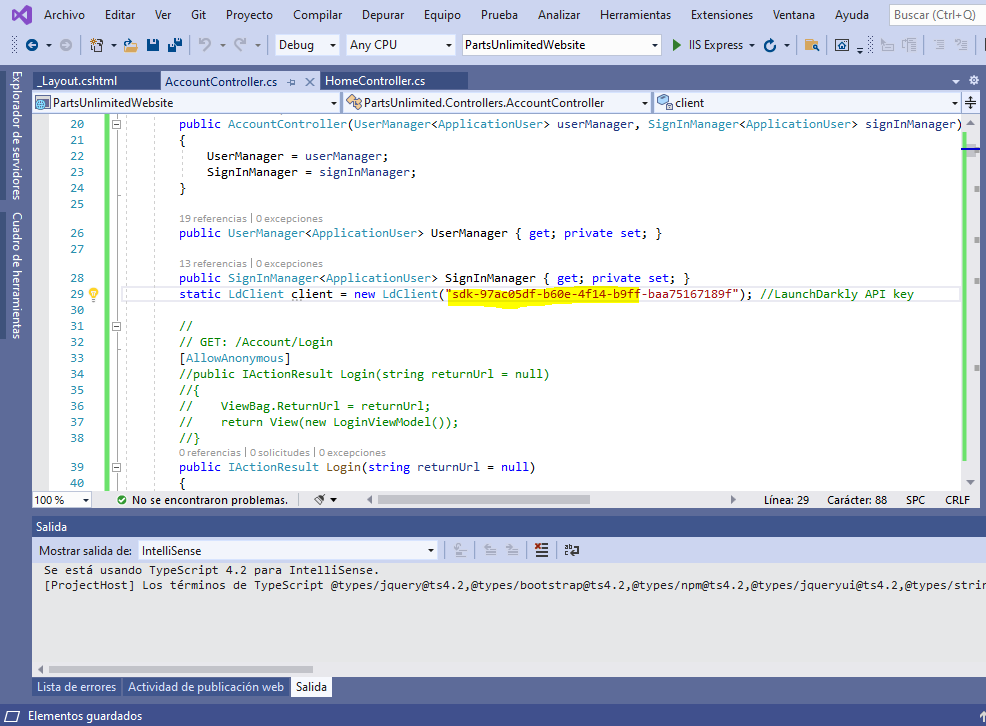 Archivo Editar Ver Git Proyecto Compilar Depurar Equipo Prueba Analizar Herramientas Extensiones Ventana Ayuda Buscar (Ctrl+Q)
Debug Any CPU PartsUnlimitedWebsite IIS Express
_Layout.cshtml AccountController.cs HomeController.cs
PartsUnlimitedWebsite PartsUnlimited.Controllers.AccountController client
Explorador de servidores
Cuadro de herramientas
20 public AccountController(UserManager<ApplicationUser> userManager, SignInManager<ApplicationUser> signInManager)
21 {
22 UserManager = userManager;
23 SignInManager = signInManager;
24 }
25
19 referencias | 0 excepciones
26 public UserManager<ApplicationUser> UserManager { get; private set; }
27
13 referencias | 0 excepciones
28 public SignInManager<ApplicationUser> SignInManager { get; private set; }
29 static LdClient client = new LdClient("sdk-97ac05df-b60e-4f14-b9ff-baa75167189f"); //LaunchDarkly API key
30
31 //
32 // GET: /Account/Login
33 [AllowAnonymous]
34 //public IActionResult Login(string returnUrl = null)
35 //{
36 // ViewBag.ReturnUrl = returnUrl;
37 // return View(new LoginViewModel());
38 //}
0 referencias | 0 solicitudes | 0 excepciones
39 public IActionResult Login(string returnUrl = null)
40 {
100 % No se encontraron problemas. Línea: 29 Carácter: 88 SPC CRLF
Salida
Mostrar salida de: IntelliSense
Se está usando TypeScript 4.2 para IntelliSense.
[ProjectHost] Los términos de TypeScript @types/jquery@ts4.2,@types/bootstrap@ts4.2,@types/npm@ts4.2,@types/jqueryui@ts4.2,@types/strin
Lista de errores Actividad de publicación web Salida
Elementos guardados